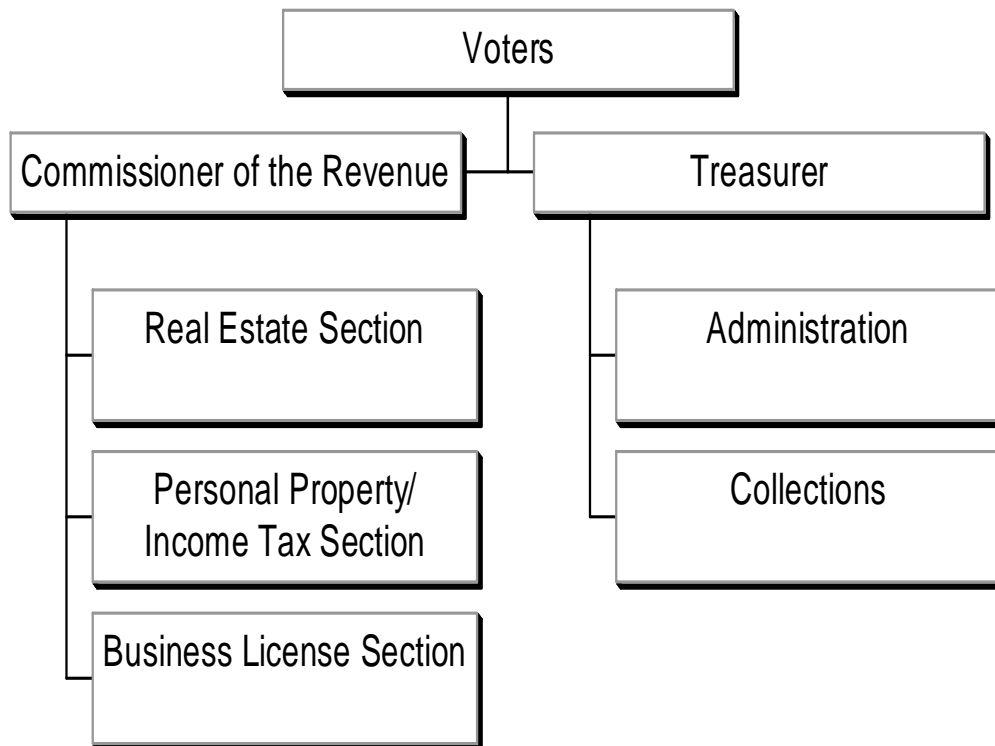 Voters
Commissioner of the Revenue
Treasurer
Real Estate Section
Administration
Personal Property/
Income Tax Section
Collections
Business License Section